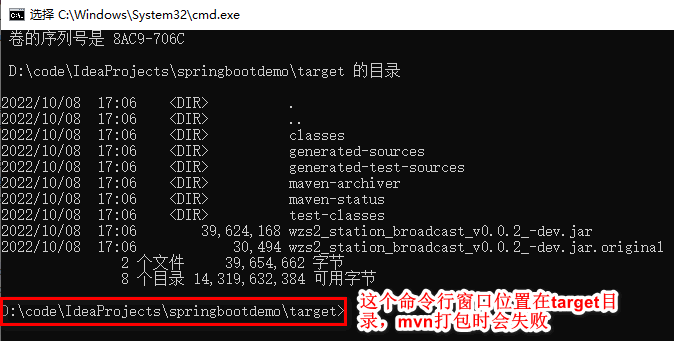 选择 C:\Windows\System32\cmd.exe
卷的序列号是 8AC9-706C
D:\code\IdeaProjects\springbootdemo\target 的目录
2022/10/08  17:06    <DIR>          .
2022/10/08  17:06    <DIR>          ..
2022/10/08  17:06    <DIR>          classes
2022/10/08  17:06    <DIR>          generated-sources
2022/10/08  17:06    <DIR>          generated-test-sources
2022/10/08  17:06    <DIR>          maven-archiver
2022/10/08  17:06    <DIR>          maven-status
2022/10/08  17:06    <DIR>          test-classes
2022/10/08  17:06        39,624,168 wzs2_station_broadcast_v0.0.2_-dev.jar
2022/10/08  17:06            30,494 wzs2_station_broadcast_v0.0.2_-dev.jar.original
2 个文件     39,654,662 字节
8 个目录 14,319,632,384 可用字节
D:\code\IdeaProjects\springbootdemo\target>
这个命令行窗口位置在target目
录，mvn打包时会失败